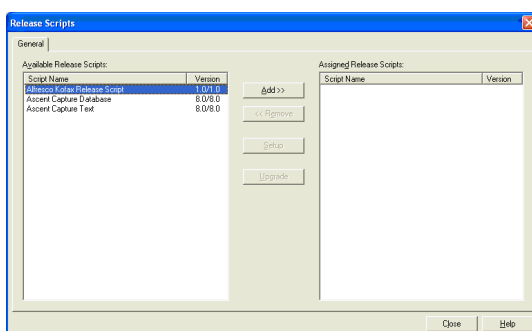 Release Scripts
General
Available Release Scripts:
Script Name Version
Alfresco Kofax Release Script 1.0/1.0
Ascent Capture Database 8.0/8.0
Ascent Capture Text 8.0/8.0
Add >>
<< Remove
Setup
Upgrade
Assigned Release Scripts:
Script Name Version
Close Help